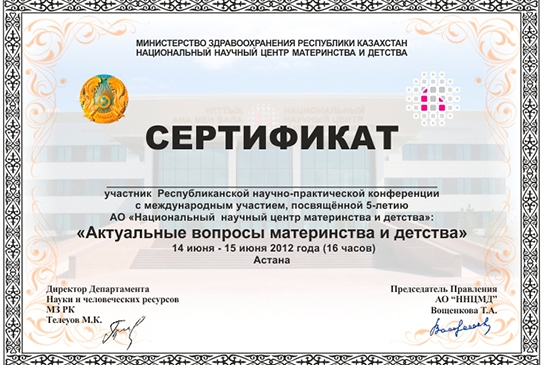 МИНИСТЕРСТВО ЗДРАВООХРАНЕНИЯ РЕСПУБЛИКИ КАЗАХСТАН
НАЦИОНАЛЬНЫЙ НАУЧНЫЙ ЦЕНТР МАТЕРИНСТВА И ДЕТСТВА
СЕРТИФИКАТ
участник Республиканской научно-практической конференции
с международным участием, посвящённой 5-летию
АО «Национальный научный центр материнства и детства»:
«Актуальные вопросы материнства и детства»
14 июня - 15 июня 2012 года (16 часов)
Астана
Директор Департамента
Науки и человеческих ресурсов
МЗ РК
Телеуов М.К.
Председатель Правления
АО “ННЦМД”
Вощенкова Т.А.